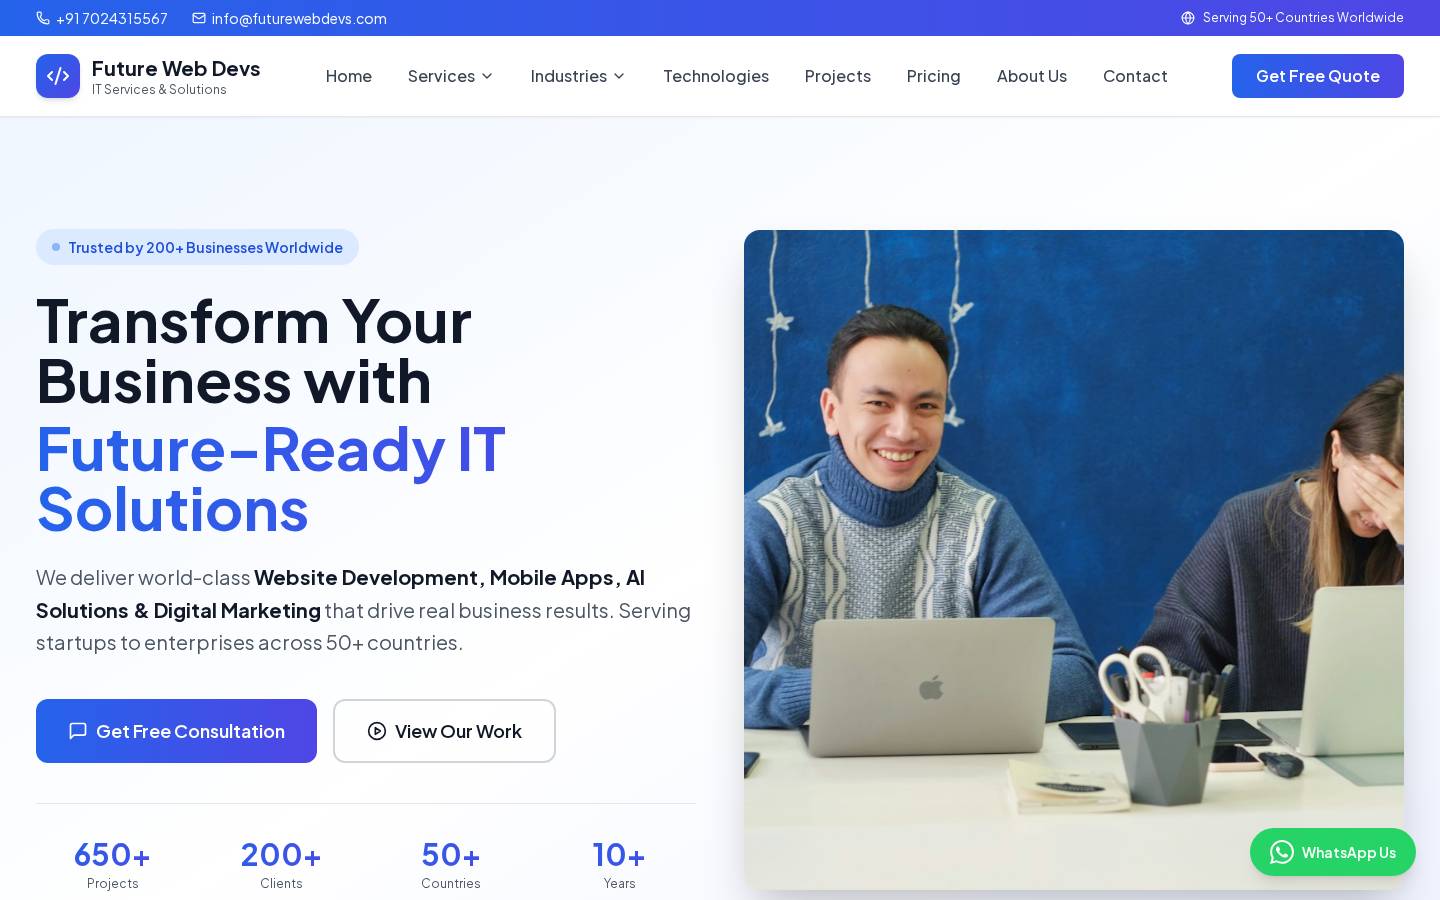 +91 7024315567
info@futurewebdevs.com
Serving 50+ Countries Worldwide
Future Web Devs
IT Services & Solutions
Home
Services
Industries
Technologies
Projects
Pricing
About Us
Contact
Get Free Quote
Trusted by 200+ Businesses Worldwide
Transform Your
Business with
Future-Ready IT
Solutions
We deliver world-class Website Development, Mobile Apps, AI
Solutions & Digital Marketing that drive real business results. Serving
startups to enterprises across 50+ countries.
Get Free Consultation
View Our Work
650+
Projects
200+
Clients
50+
Countries
10+
Years
WhatsApp Us